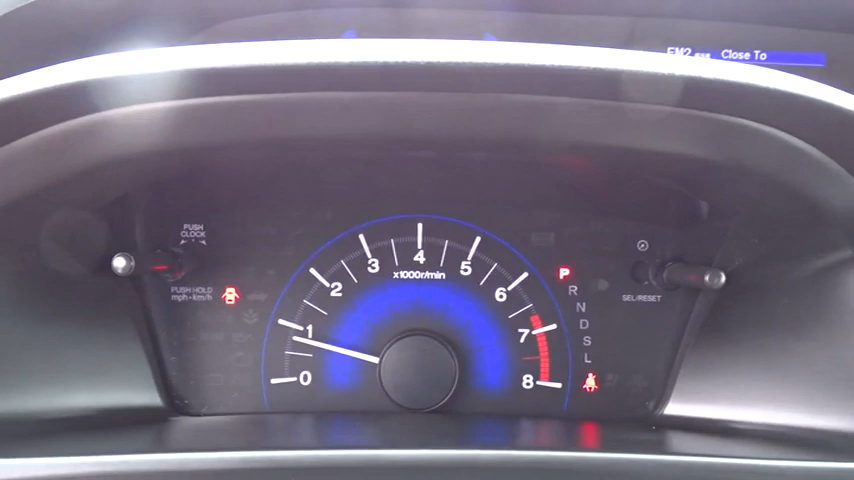 FM2 Close To
PUSH
CLOCK
PUSH HOLD
mph•km/h
0
1
2
3
4
5
6
7
8
x1000r/min
P
R
N
D
S
L
SEL/RESET